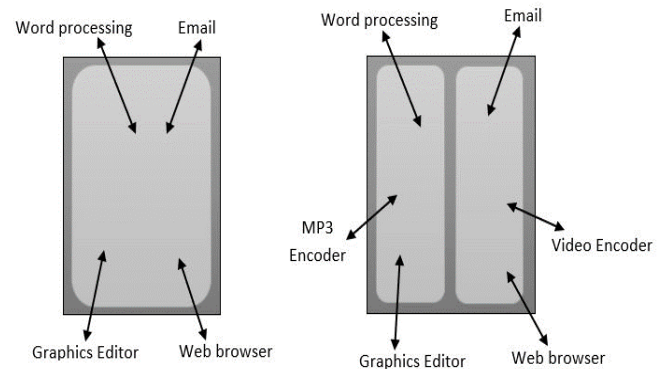 Word processing
Email
Graphics Editor
Web browser
Word processing
Email
MP3
Encoder
Video Encoder
Graphics Editor
Web browser